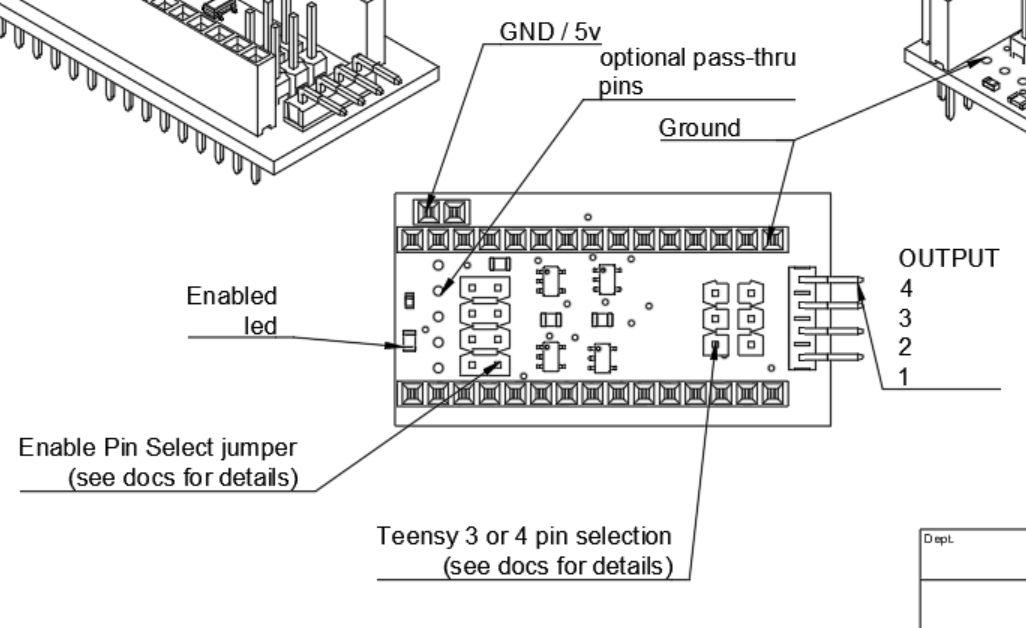 GND / 5v
optional pass-thru
pins
Ground
OUTPUT
4
3
2
1
Enabled
led
Enable Pin Select jumper
(see docs for details)
Teensy 3 or 4 pin selection
(see docs for details)
Dept.